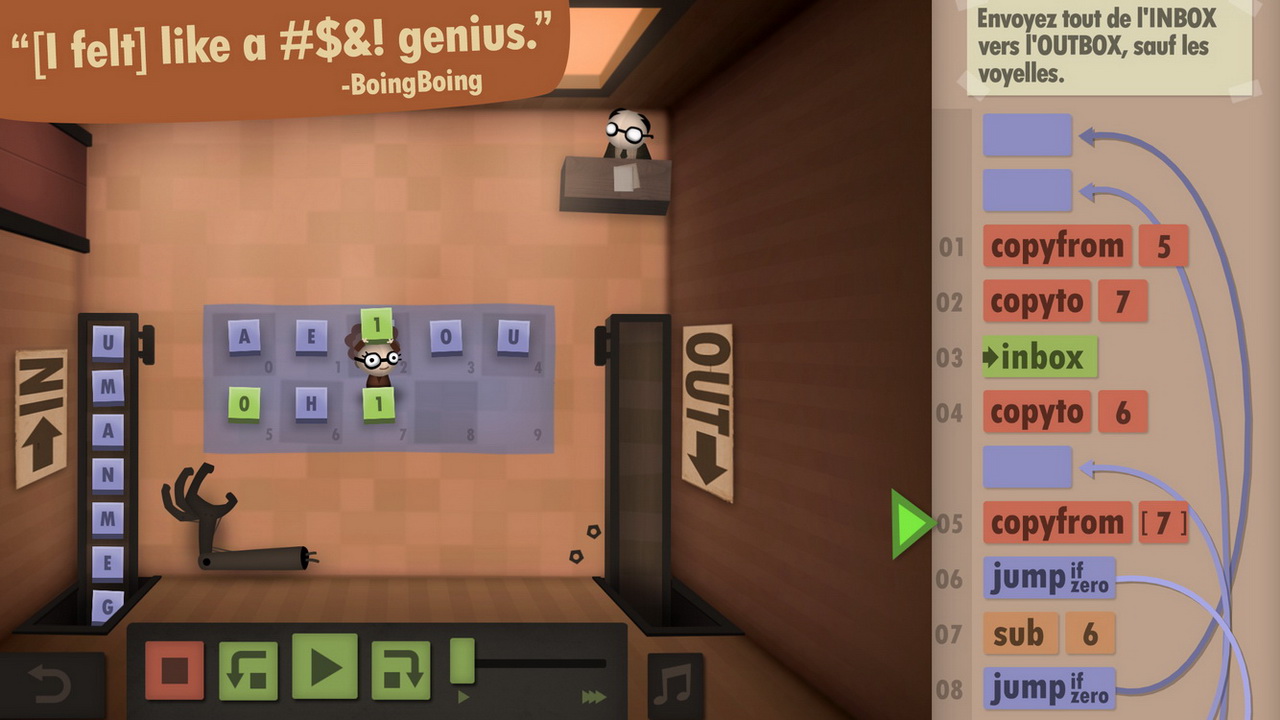 “[I felt] like a #$&! genius.”
-BoingBoing
Envoyez tout de l'INBOX
vers l'OUTBOX, sauf les
voyelles.
01 copyfrom 5
02 copyto 7
03 inbox
04 copyto 6
05 copyfrom [7]
06 jump if zero
07 sub 6
08 jump if zero
IN
U
M
A
N
M
E
G
1
A E O U
0 1 2 3 4
0 H 1
5 6 7 8 9
OUT